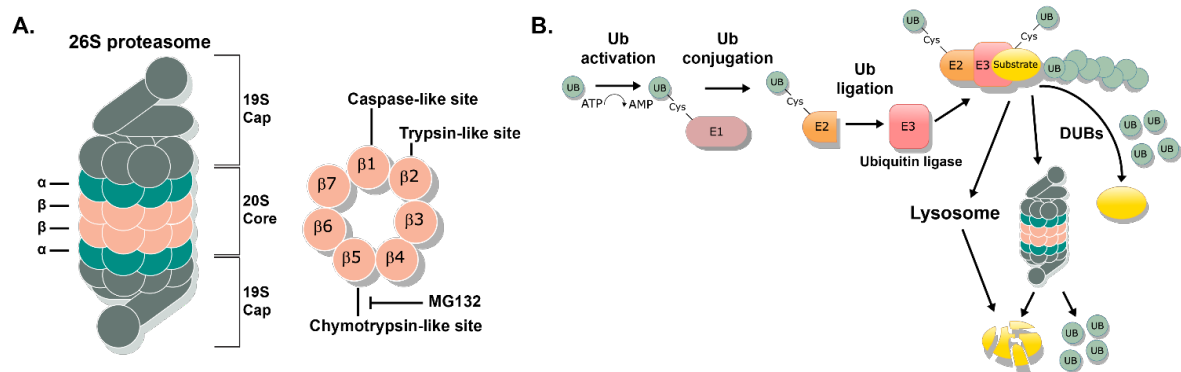 A.
26S proteasome
19S
Cap
α
β
β
α
20S
Core
19S
Cap
Caspase-like site
Trypsin-like site
β1
β2
β3
β4
β5
β6
β7
MG132
Chymotrypsin-like site
B.
Ub
activation
UB
ATP
AMP
UB
Cys
E1
Ub
conjugation
UB
Cys
E2
Ub
ligation
E3
Ubiquitin ligase
UB
Cys
E2
E3
Substrate
Cys
UB
UB
DUBs
UB
UB
UB
UB
Lysosome
UB
UB
UB
UB